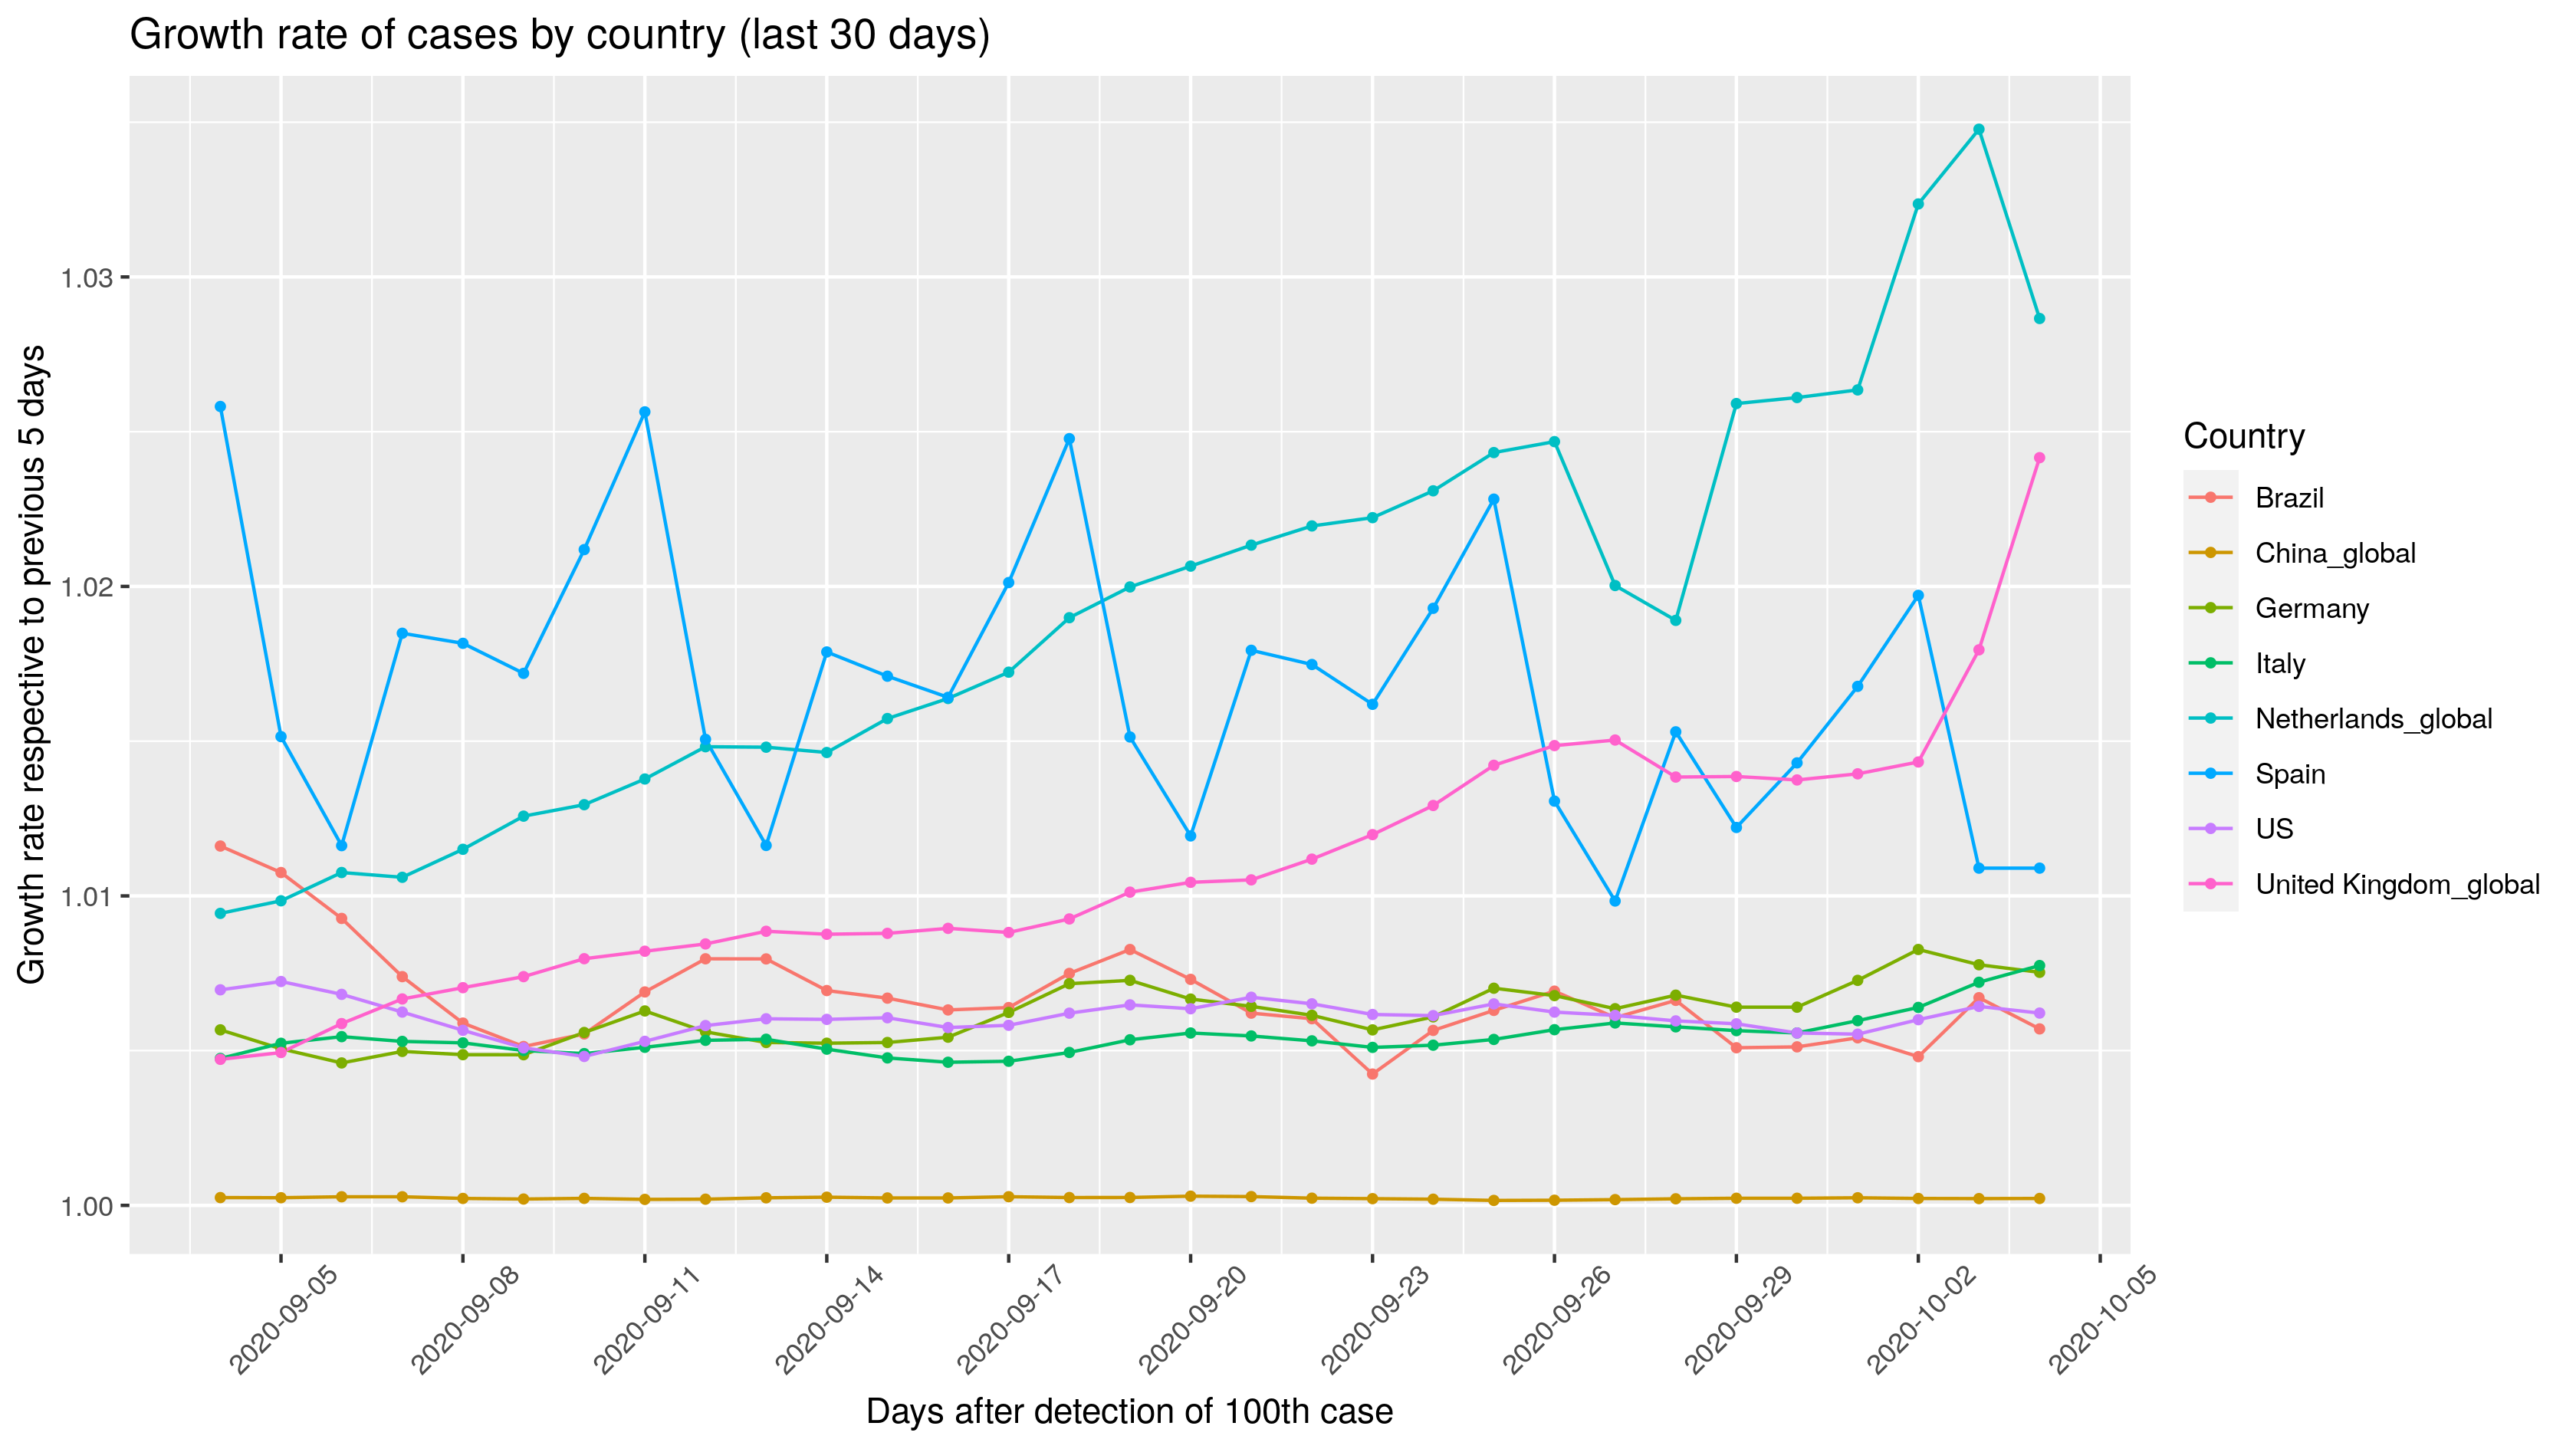 Growth rate of cases by country (last 30 days)
Growth rate respective to previous 5 days
1.03
1.02
1.01
1.00
2020-09-05
2020-09-08
2020-09-11
2020-09-14
2020-09-17
2020-09-20
2020-09-23
2020-09-26
2020-09-29
2020-10-02
2020-10-05
Days after detection of 100th case
Country
Brazil
China_global
Germany
Italy
Netherlands_global
Spain
US
United Kingdom_global